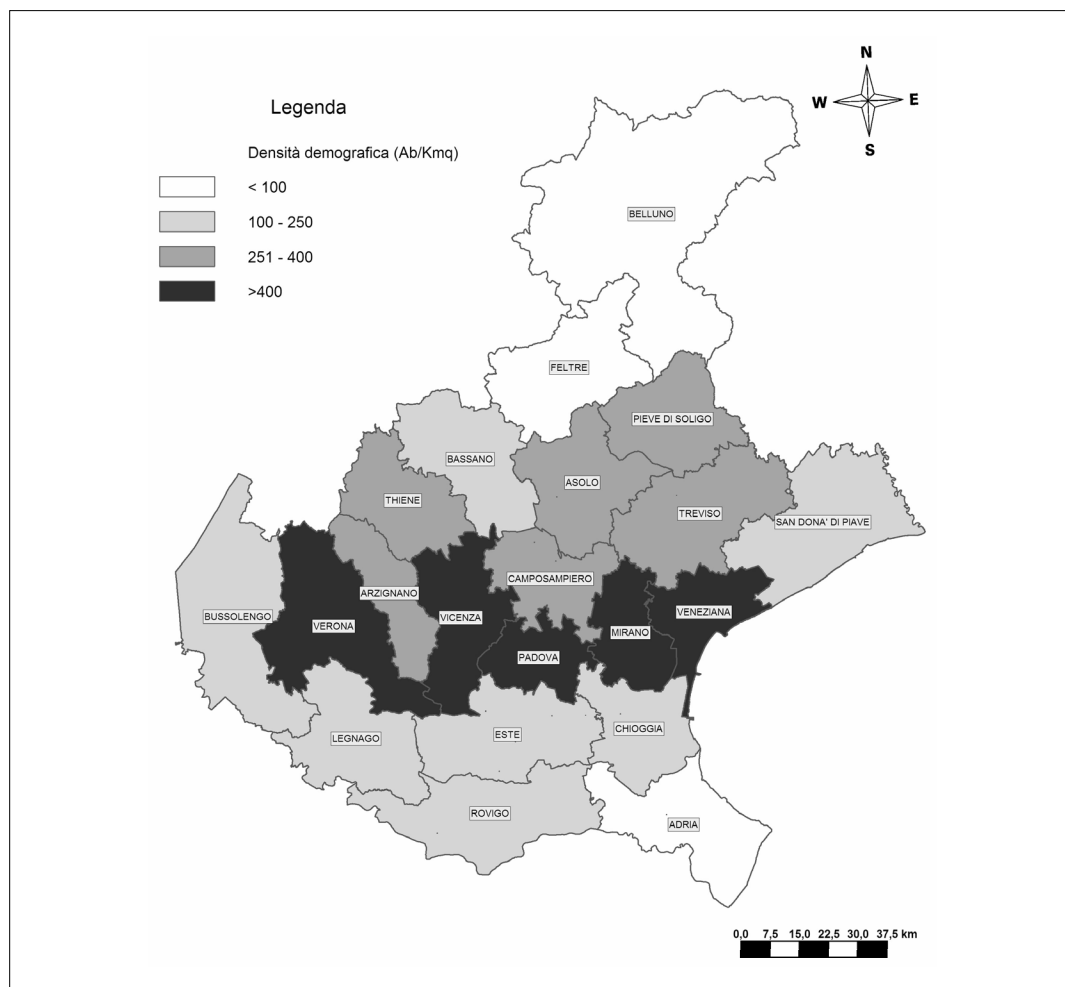 N
W E
S
Legenda
Densità demografica (Ab/Kmq)
< 100
100 - 250
251 - 400
>400
BELLUNO
FELTRE
PIEVE DI SOLIGO
BASSANO
ASOLO
THIENE
TREVISO
SAN DONA' DI PIAVE
CAMPOSAMPIERO
ARZIGNANO
BUSSOLENGO
VERONA
VICENZA
VENEZIANA
MIRANO
PADOVA
CHIOGGIA
ESTE
LEGNAGO
ROVIGO
ADRIA
0,0 7,5 15,0 22,5 30,0 37,5 km